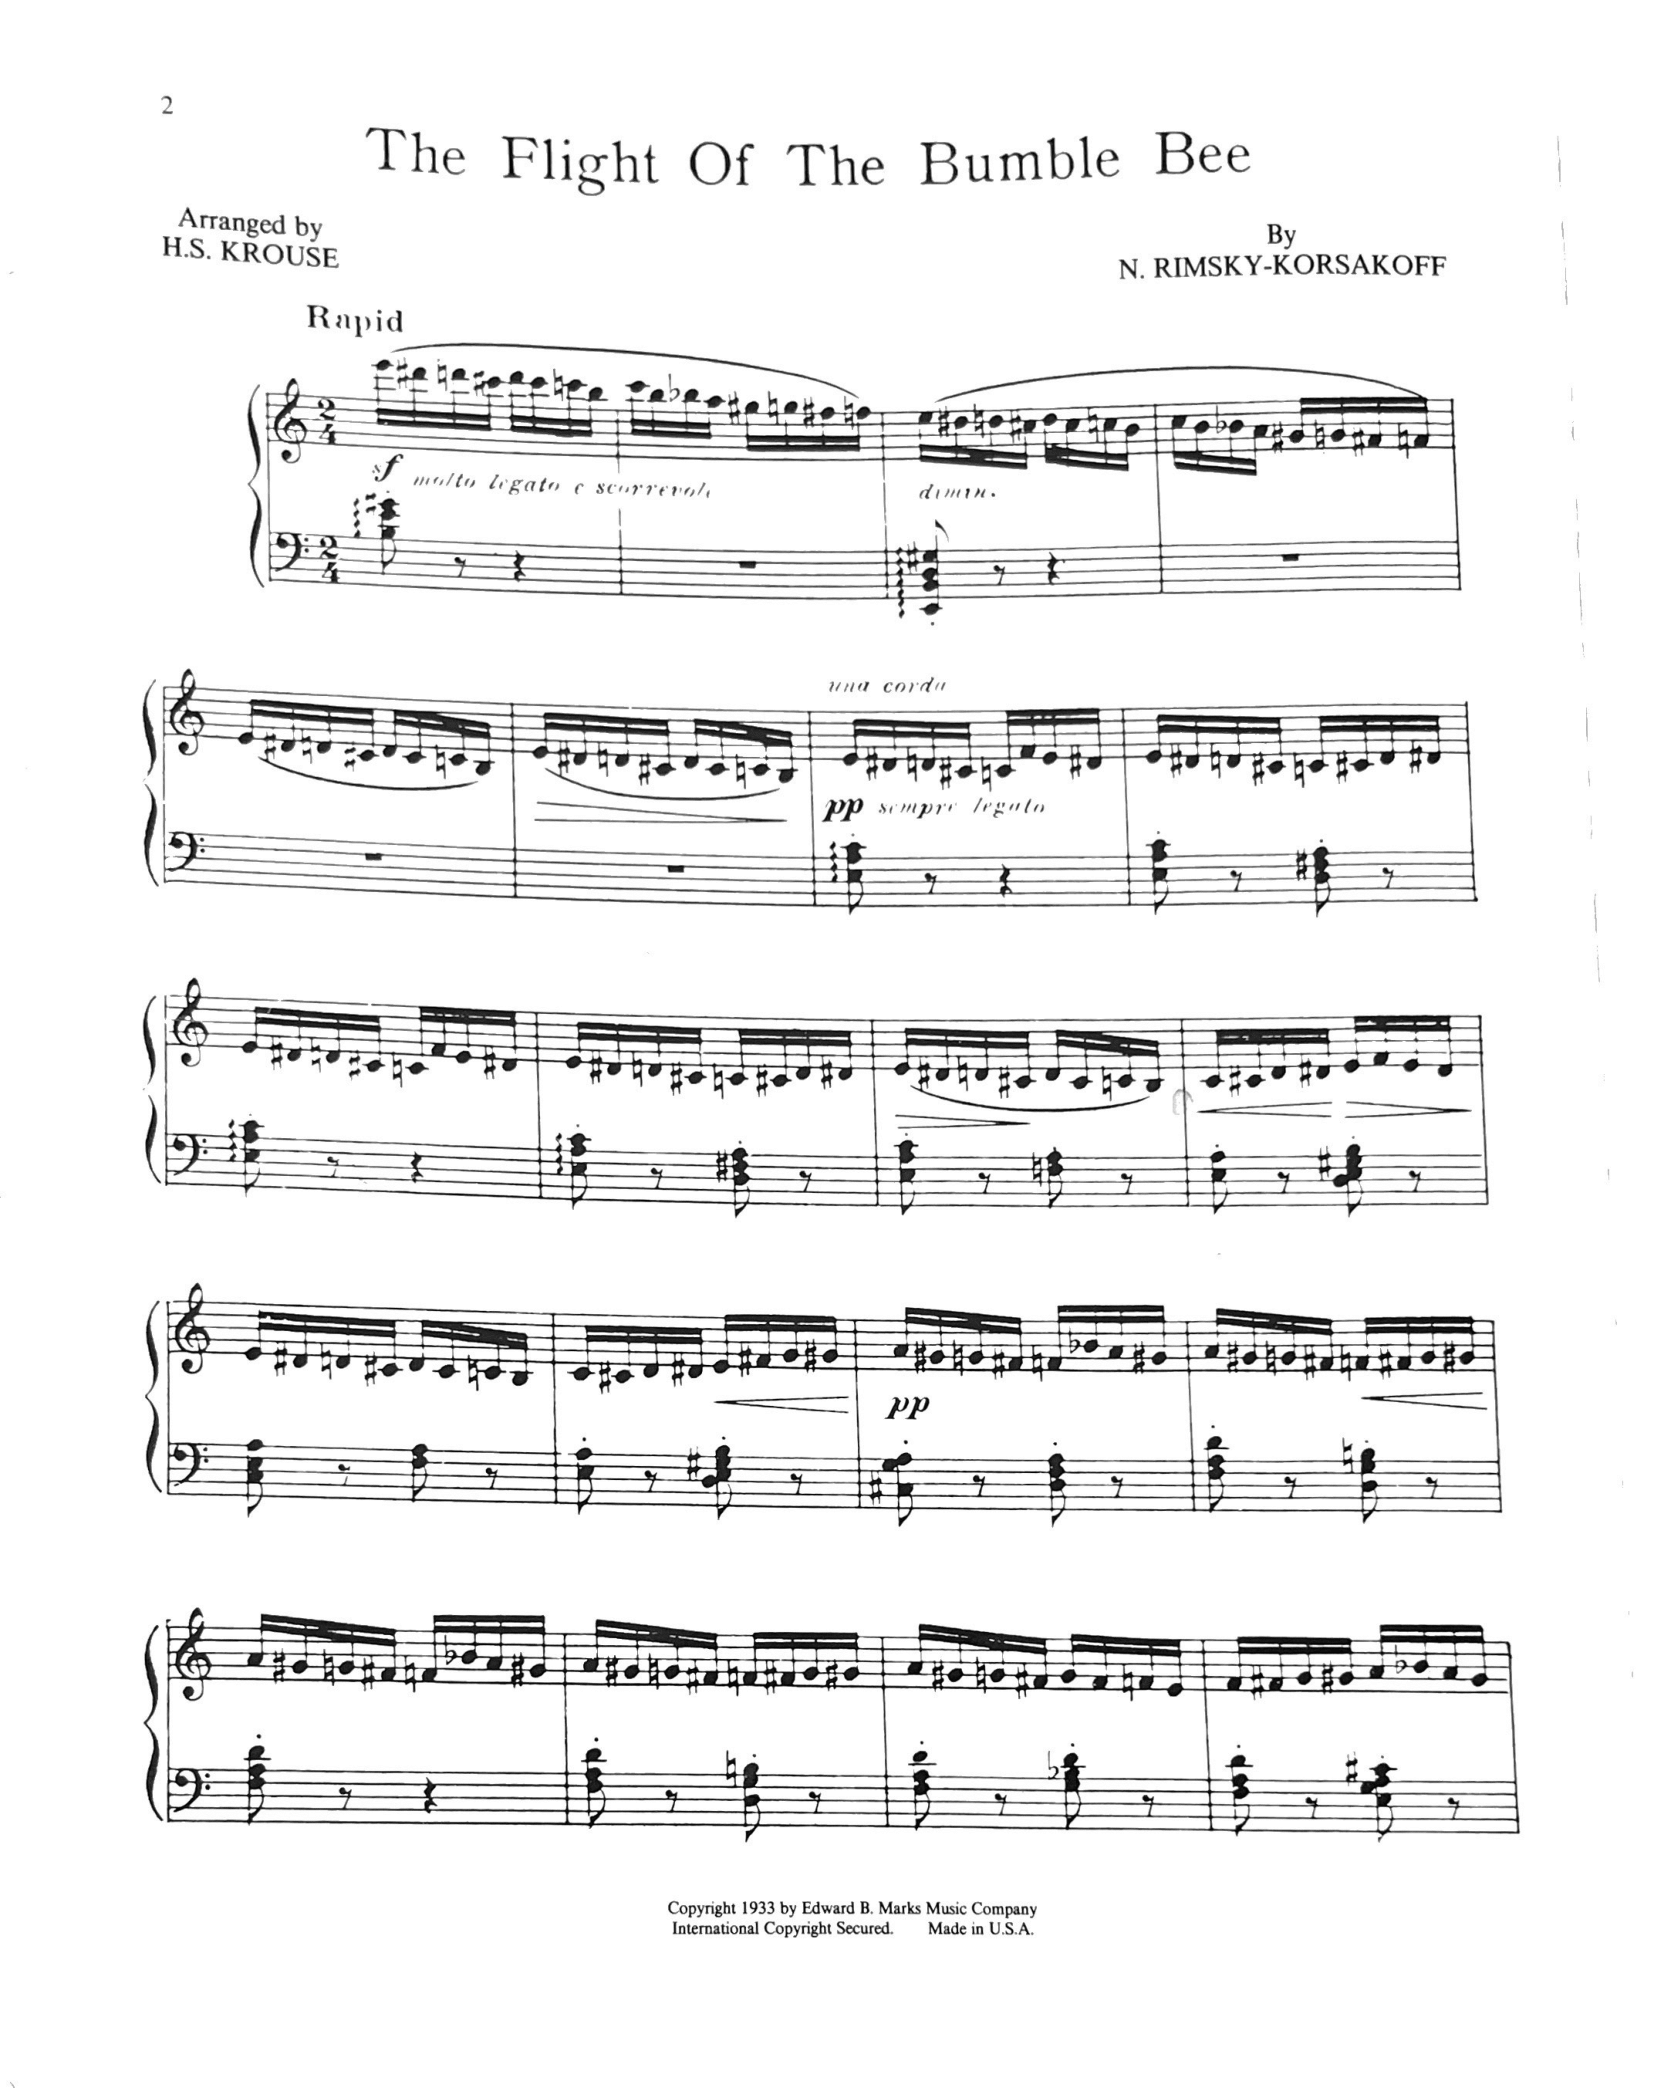 2
The Flight Of The Bumble Bee
Arranged by
H.S. KROUSE
By
N. RIMSKY-KORSAKOFF
Rapid
2
4
sf molto legato e scorrevole
dimin.
2
4
una corda
pp sempre legato
pp
Copyright 1933 by Edward B. Marks Music Company
International Copyright Secured. Made in U.S.A.